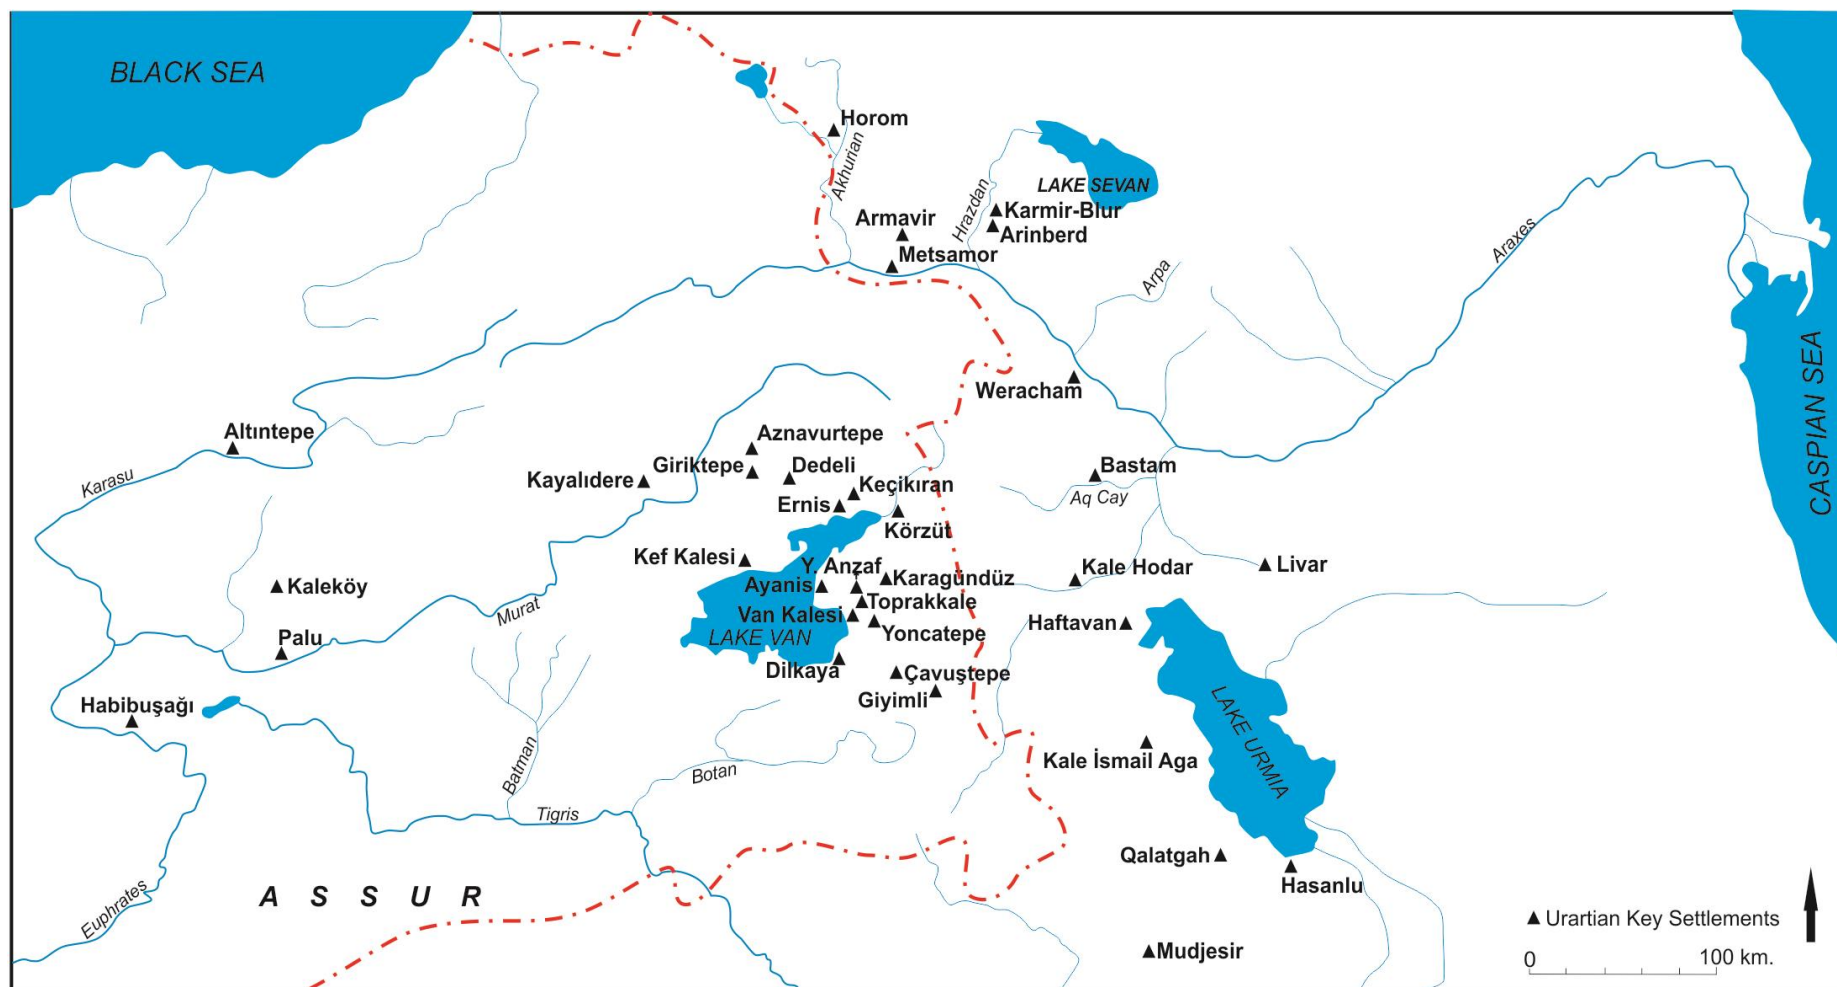 BLACK SEA
Horom
Akhurian
LAKE SEVAN
Hrazdan
Karmir-Blur
Armavir
Arinberd
Metsamor
Araxes
Arpa
CASPIAN SEA
Weracham
Altıntepe
Aznavurtepe
Giriktepe
Dedeli
Bastam
Kayalıdere
Keçikıran
Karasu
Ernis
Aq Cay
Körzüt
Kef Kalesi
Y. Anzaf
Kale Hodar
Livar
Karagündüz
Kaleköy
Ayanis
Toprakkale
Murat
Van Kalesi
Haftavan
Yoncatepe
LAKE VAN
Palu
Dilkaya
Çavuştepe
Giyimli
Habibuşağı
LAKE URMIA
Kale İsmail Aga
Batman
Botan
Tigris
Qalatgah
Hasanlu
ASSUR
Euphrates
Urartian Key Settlements
Mudjesir
0 100 km.